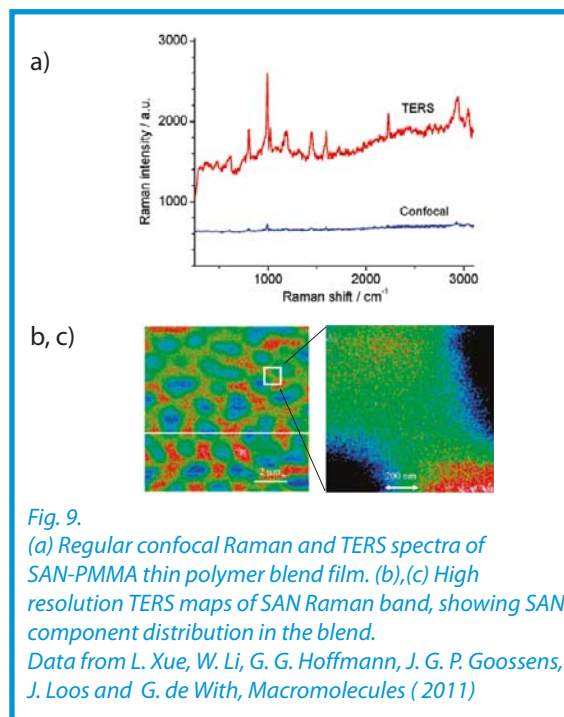 a)
3000
2000
1000
Raman intensity / a.u.
TERS
Confocal
1000
2000
3000
Raman shift / cm⁻¹
b, c)
2 µm
200 nm
Fig. 9.
(a) Regular confocal Raman and TERS spectra of
SAN-PMMA thin polymer blend film. (b),(c) High
resolution TERS maps of SAN Raman band, showing SAN
component distribution in the blend.
Data from L. Xue, W. Li, G. G. Hoffmann, J. G. P. Goossens,
J. Loos and G. de With, Macromolecules ( 2011)